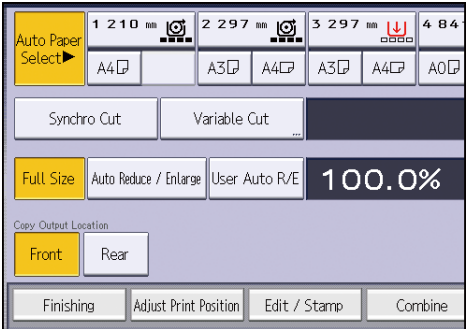 Auto Paper
Select▶
1 210 mm
2 297 mm
3 297 mm
4 84
A4
A3
A4
A3
A4
A0
Synchro Cut
Variable Cut
...
Full Size
Auto Reduce / Enlarge
User Auto R/E
100.0%
Copy Output Location
Front
Rear
Finishing
Adjust Print Position
Edit / Stamp
Combine